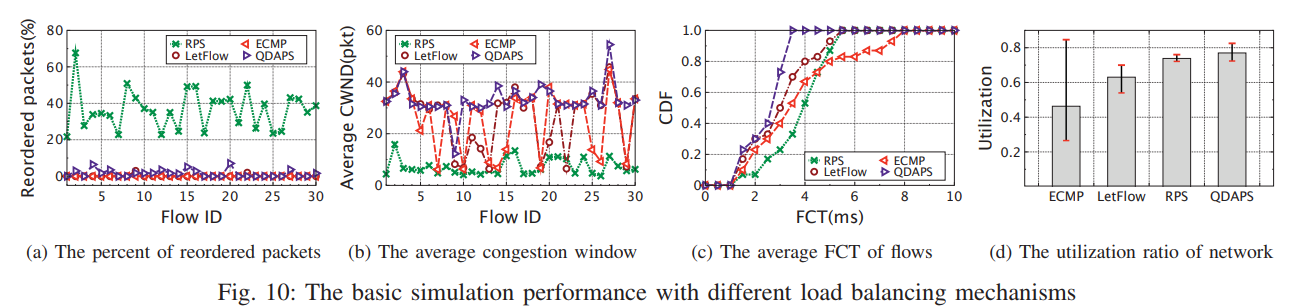 Reordered packets(%)
80
60
40
20
0
RPS
LetFlow
ECMP
QDAPS
5 10 15 20 25 30
Flow ID
(a) The percent of reordered packets
Average CWND(pkt)
60
40
20
0
RPS
LetFlow
ECMP
QDAPS
5 10 15 20 25 30
Flow ID
(b) The average congestion window
CDF
1.0
0.8
0.6
0.4
0.2
0
RPS
LetFlow
ECMP
QDAPS
0 2 4 6 8 10
FCT(ms)
(c) The average FCT of flows
Utilization
0.8
0.6
0.4
0.2
ECMP LetFlow RPS QDAPS
(d) The utilization ratio of network
Fig. 10: The basic simulation performance with different load balancing mechanisms